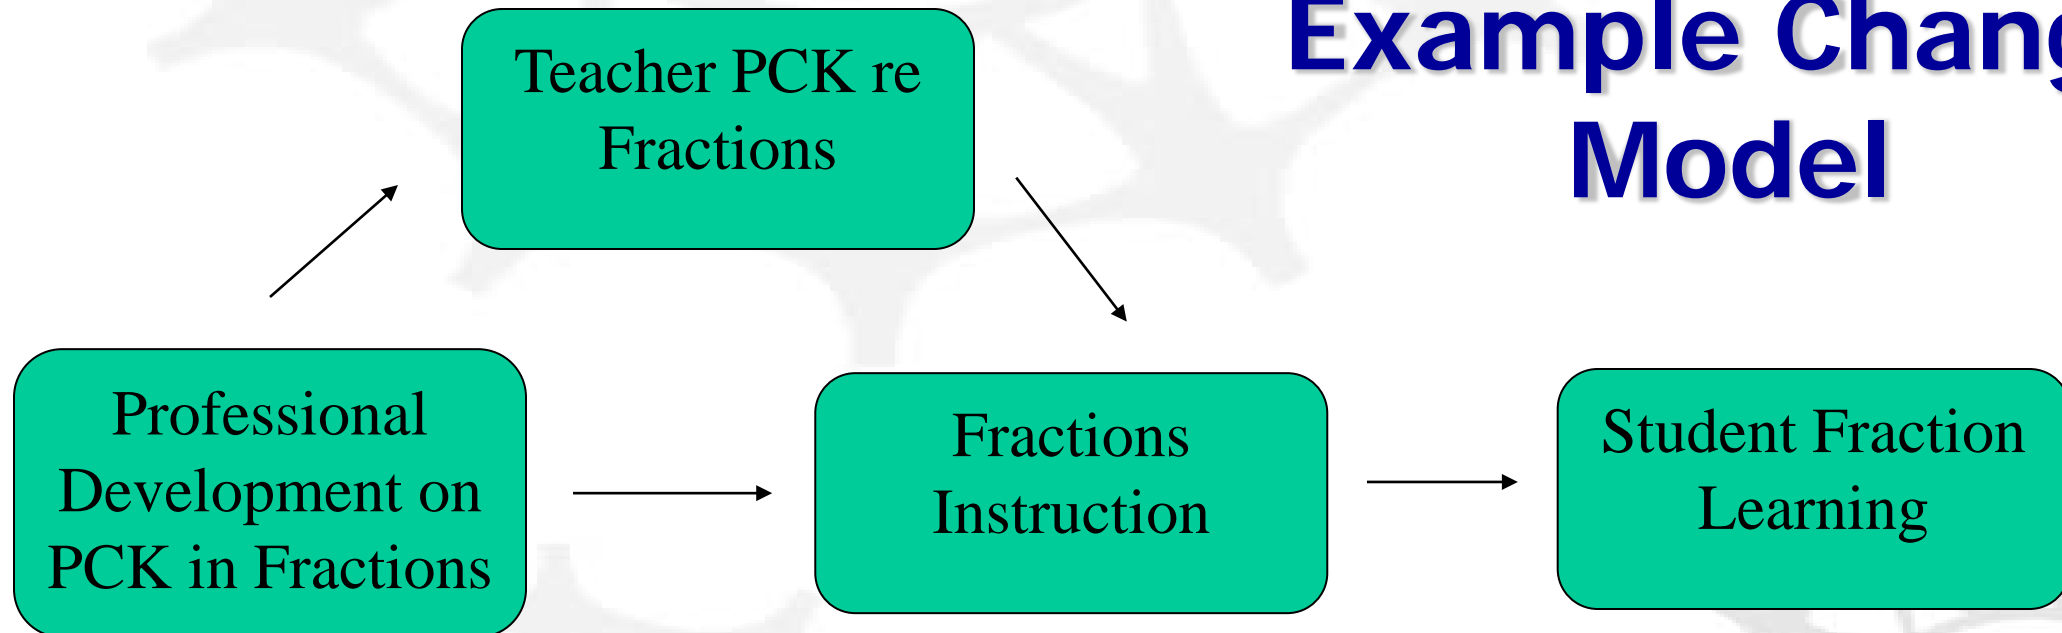 Example Chang
Model
Teacher PCK re
Fractions
Professional
Development on
PCK in Fractions
Fractions
Instruction
Student Fraction
Learning